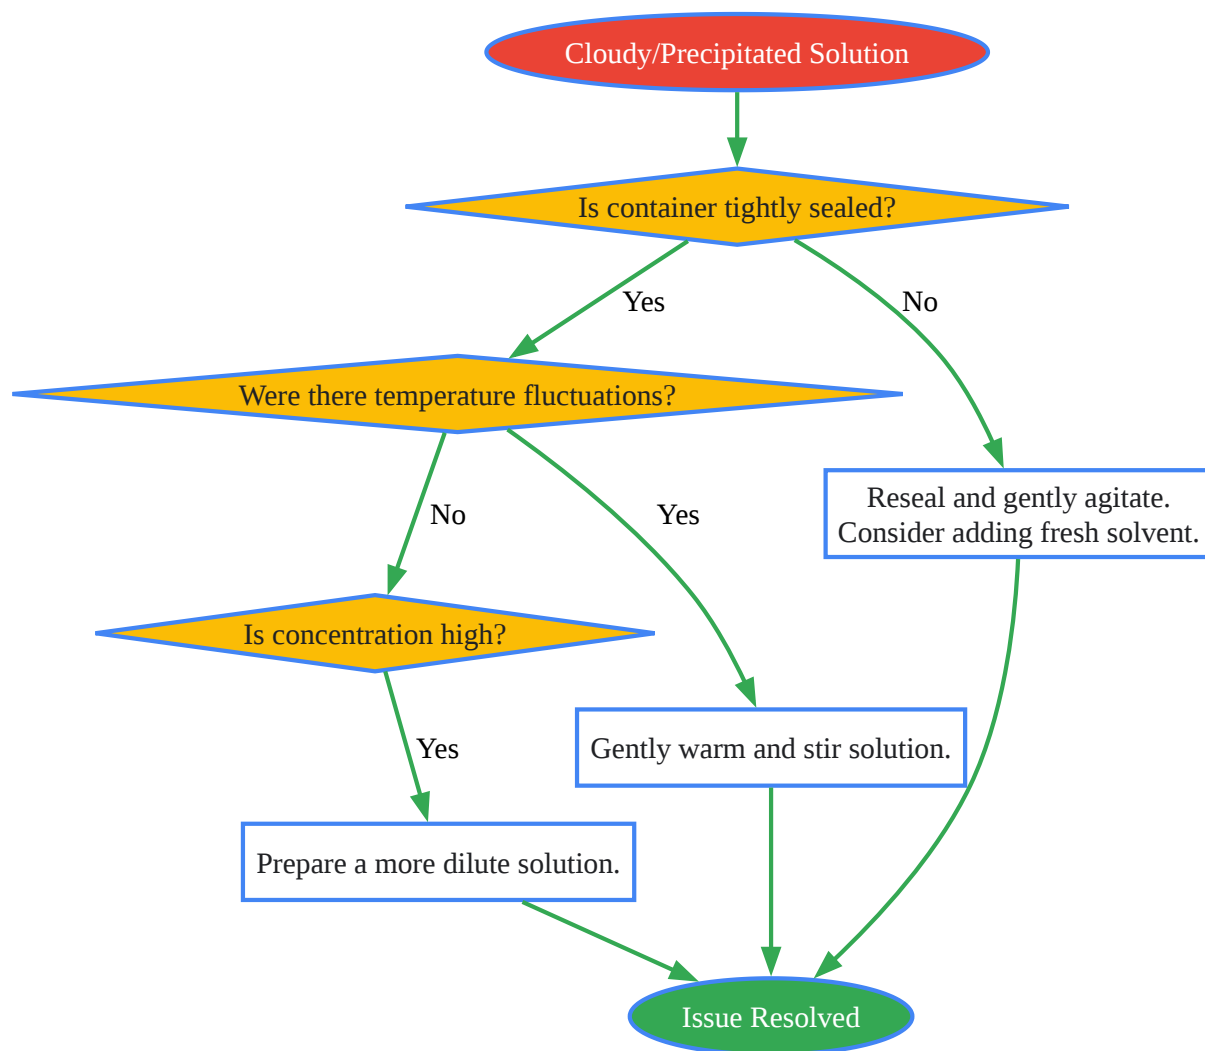 Cloudy/Precipitated Solution
Is container tightly sealed?
Yes
No
Were there temperature fluctuations?
Reseal and gently agitate.
Consider adding fresh solvent.
No
Yes
Is concentration high?
Yes
Gently warm and stir solution.
Prepare a more dilute solution.
Issue Resolved